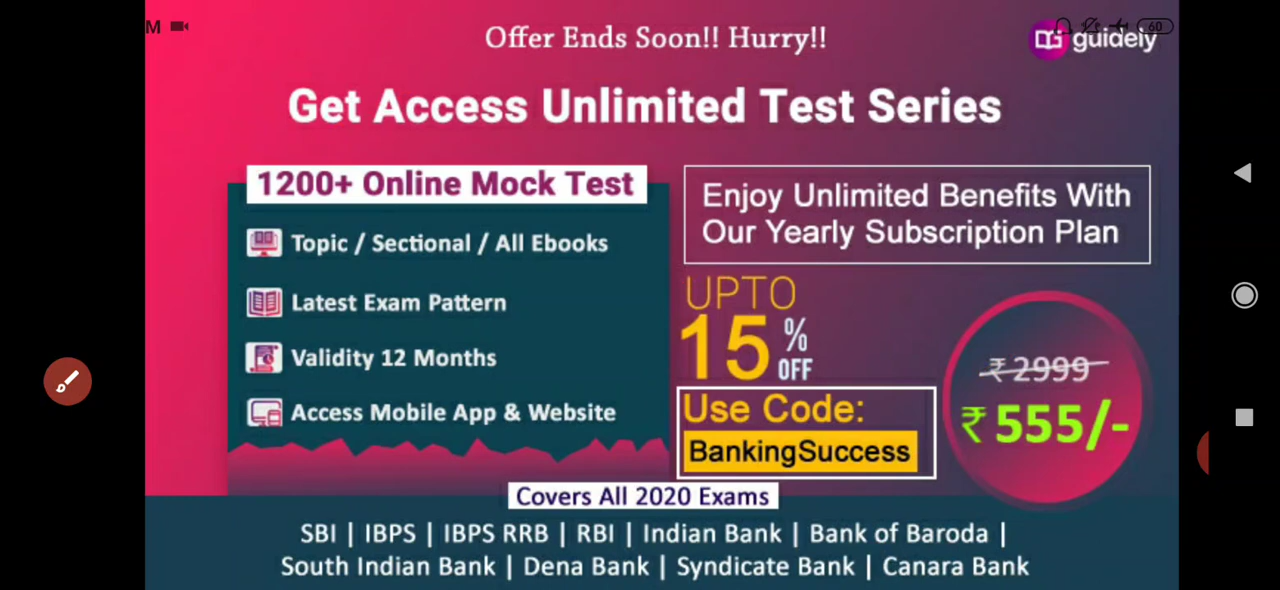 M
60
Offer Ends Soon!! Hurry!!
guidely
Get Access Unlimited Test Series
1200+ Online Mock Test
Topic / Sectional / All Ebooks
Latest Exam Pattern
Validity 12 Months
Access Mobile App & Website
Enjoy Unlimited Benefits With
Our Yearly Subscription Plan
UPTO
15 % OFF
Use Code:
BankingSuccess
₹ 2999
₹ 555/-
Covers All 2020 Exams
SBI | IBPS | IBPS RRB | RBI | Indian Bank | Bank of Baroda |
South Indian Bank | Dena Bank | Syndicate Bank | Canara Bank